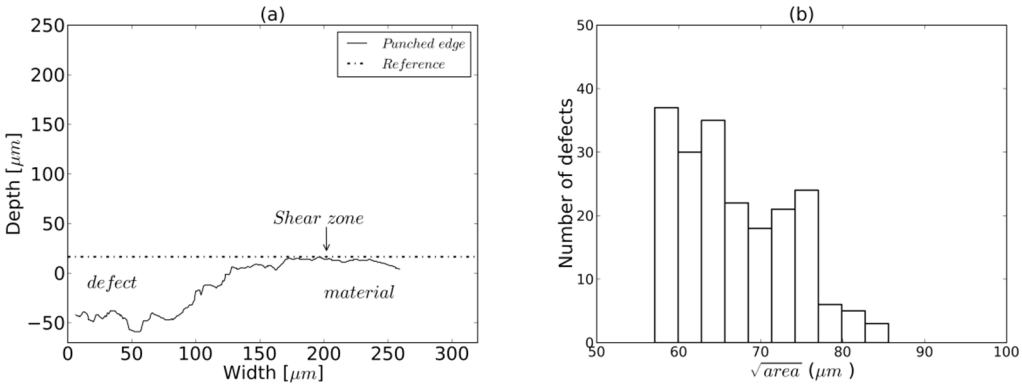 (a)
250
200
150
100
50
0
−50
Depth [μm]
Punched edge
Reference
Shear zone
defect
material
0 50 100 150 200 250 300
Width [μm]
(b)
50
40
30
20
10
0
Number of defects
50 60 70 80 90 100
√area (μm )